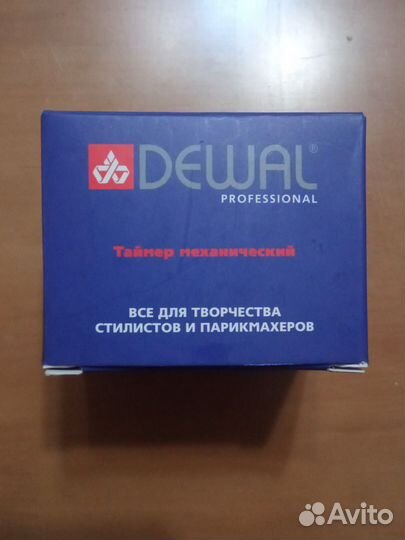 DEWAL®
PROFESSIONAL
Таймер механический
ВСЕ ДЛЯ ТВОРЧЕСТВА
СТИЛИСТОВ И ПАРИКМАХЕРОВ
Avito